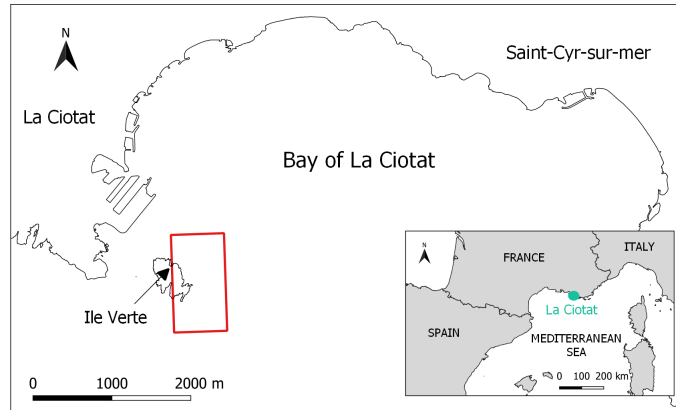 N
Saint-Cyr-sur-mer
La Ciotat
Bay of La Ciotat
Ile Verte
0 1000 2000 m
N
FRANCE
ITALY
La Ciotat
SPAIN
MEDITERRANEAN
SEA
0 100 200 km